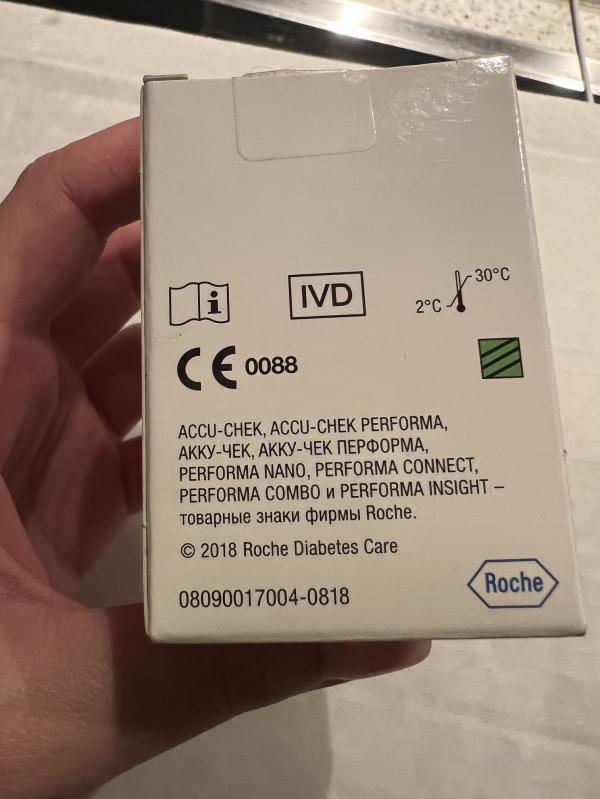 i
IVD
2°C
30°C
CE 0088
ACCU-CHEK, ACCU-CHEK PERFORMA,
АККУ-ЧЕК, АККУ-ЧЕК ПЕРФОРМА,
PERFORMA NANO, PERFORMA CONNECT,
PERFORMA COMBO и PERFORMA INSIGHT –
товарные знаки фирмы Roche.
© 2018 Roche Diabetes Care
08090017004-0818
Roche